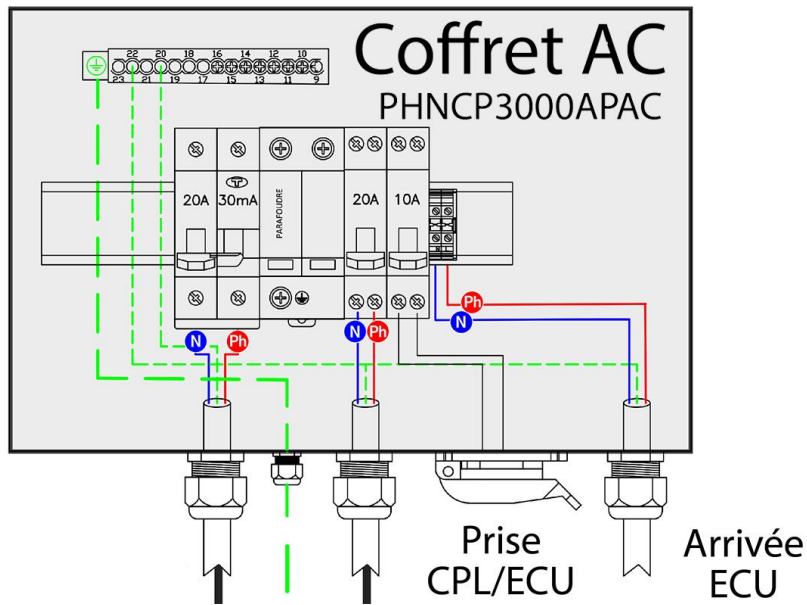 Coffret AC
PHNCP3000APAC
22 20 18 16 14 12 10
23 21 19 17 15 13 11 9
20A 30mA PARAFOUDRE 20A 10A
N Ph
N Ph
Ph
N
Prise
CPL/ECU
Arrivée
ECU